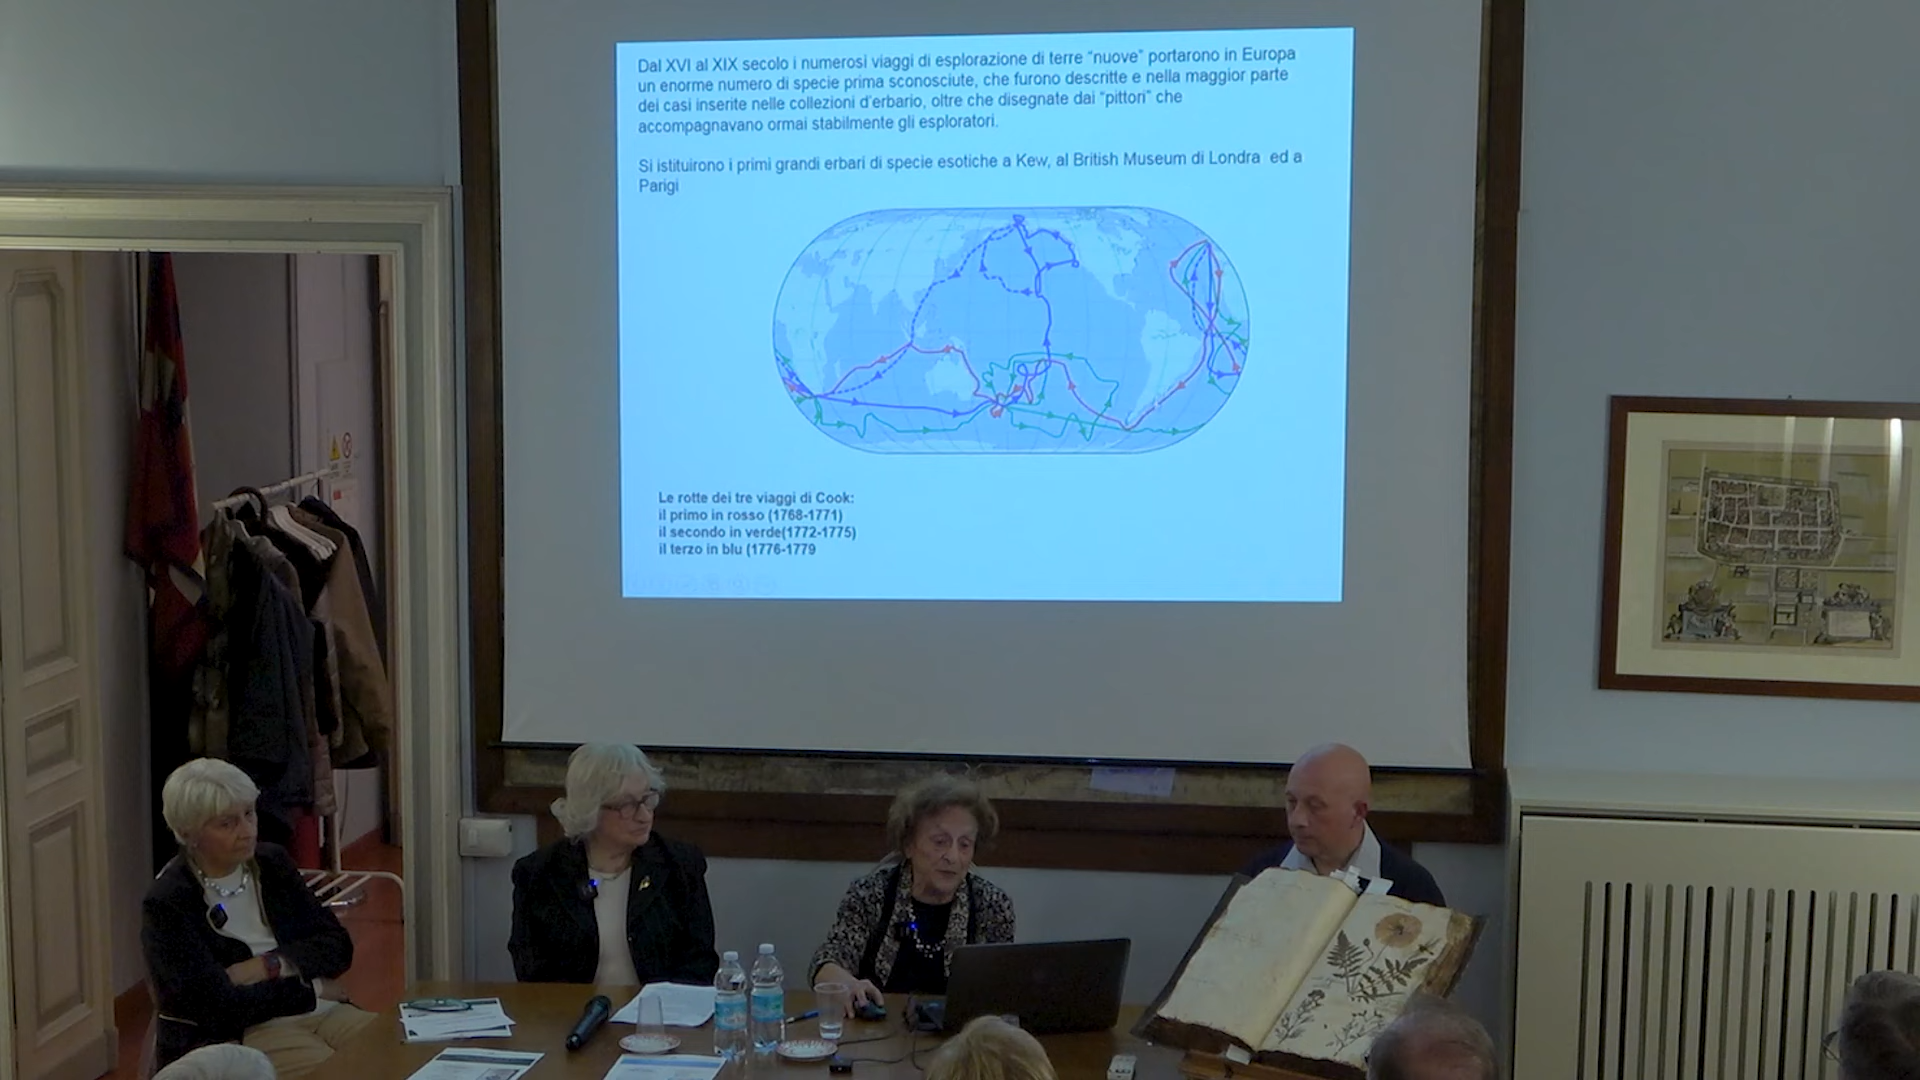 Dal XVI al XIX secolo i numerosi viaggi di esplorazione di terre “nuove” portarono in Europa
un enorme numero di specie prima sconosciute, che furono descritte e nella maggior parte
dei casi inserite nelle collezioni d'erbario, oltre che disegnate dai “pittori” che
accompagnavano ormai stabilmente gli esploratori.
Si istituirono i primi grandi erbari di specie esotiche a Kew, al British Museum di Londra ed a
Parigi
Le rotte dei tre viaggi di Cook:
il primo in rosso (1768-1771)
il secondo in verde(1772-1775)
il terzo in blu (1776-1779